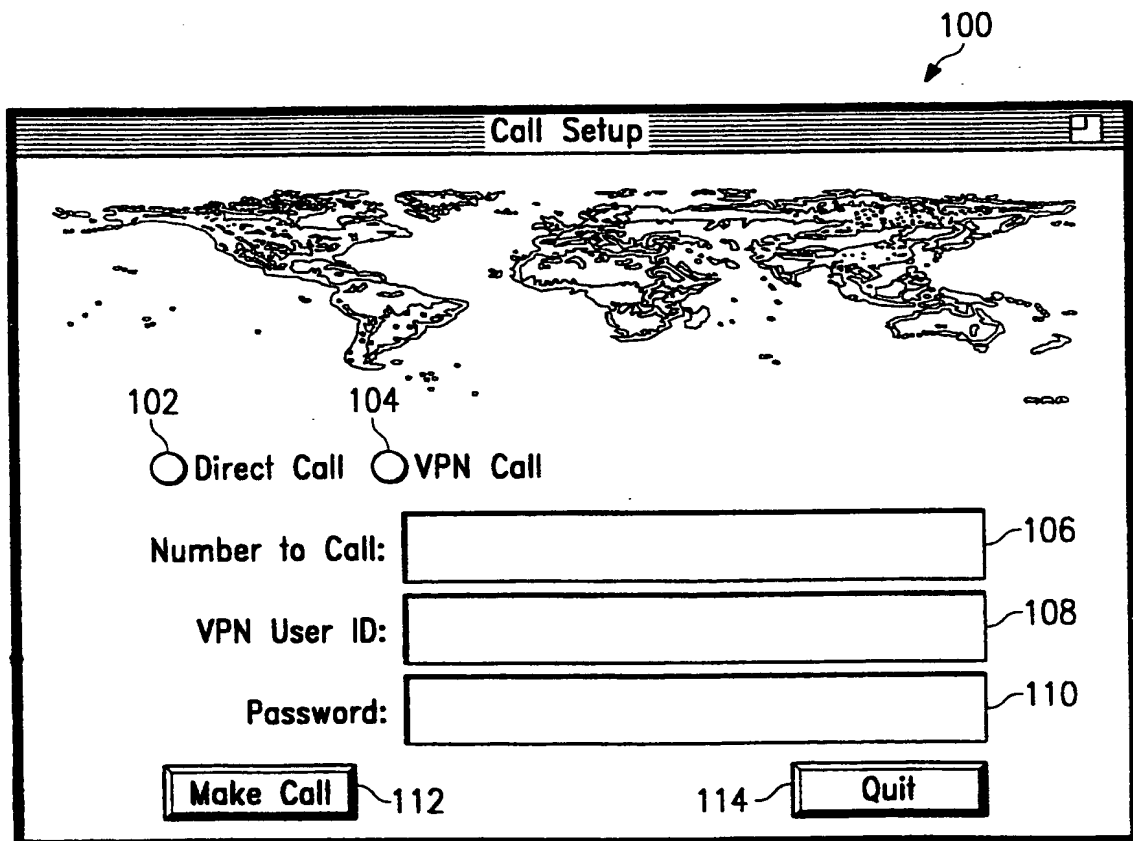 100
Call Setup
102
104
Direct Call
VPN Call
Number to Call:
106
VPN User ID:
108
Password:
110
Make Call
112
114
Quit